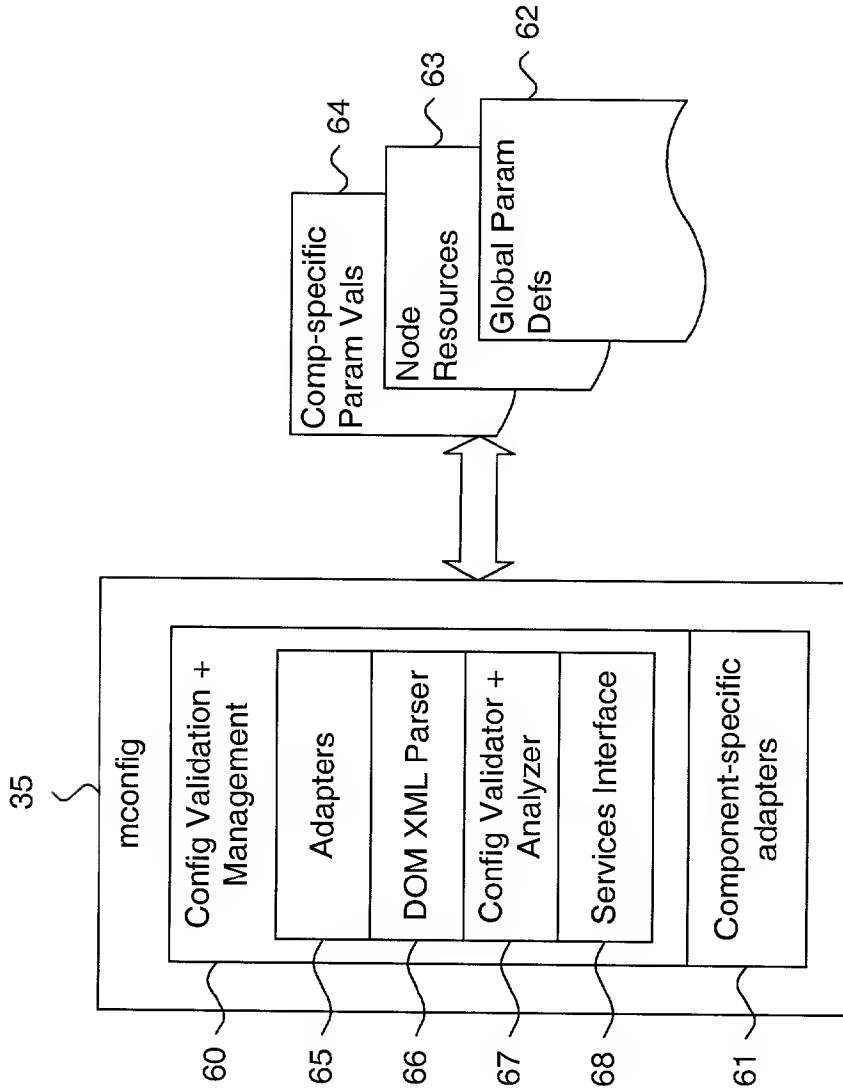 35
mconfig
Config Validation +
Management
Adapters
DOM XML Parser
Config Validator +
Analyzer
Services Interface
Component-specific
adapters
60
65
66
67
68
61
Comp-specific
Param Vals
64
Node
Resources
63
Global Param
Defs
62